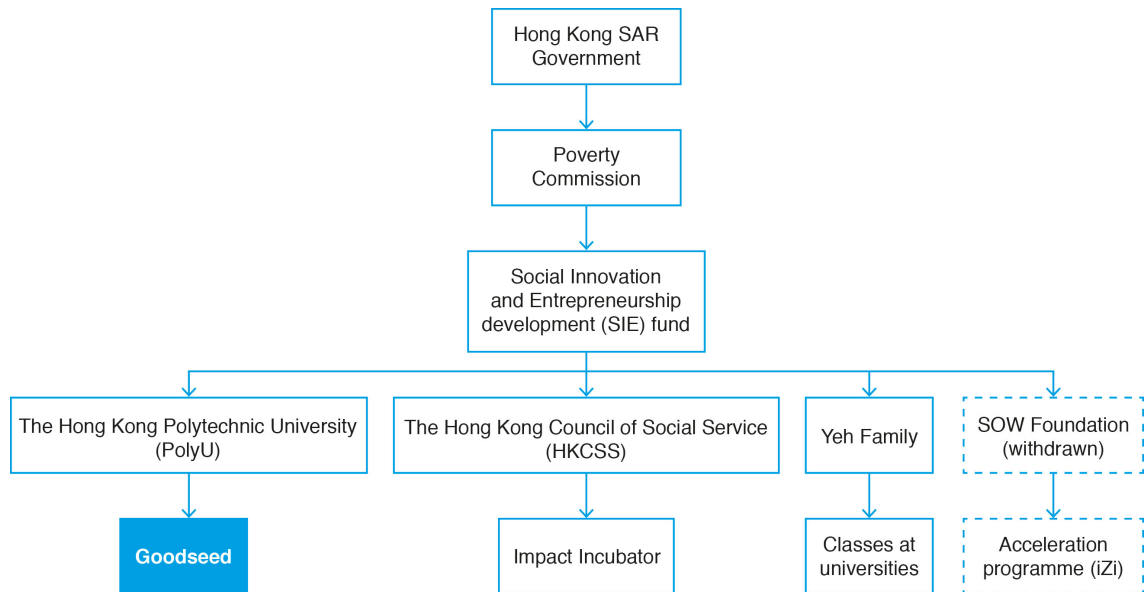 Hong Kong SAR
Government
Poverty
Commission
Social Innovation
and Entrepreneurship
development (SIE) fund
The Hong Kong Polytechnic University
(PolyU)
The Hong Kong Council of Social Service
(HKCSS)
Yeh Family
SOW Foundation
(withdrawn)
Goodseed
Impact Incubator
Classes at
universities
Acceleration
programme (iZi)